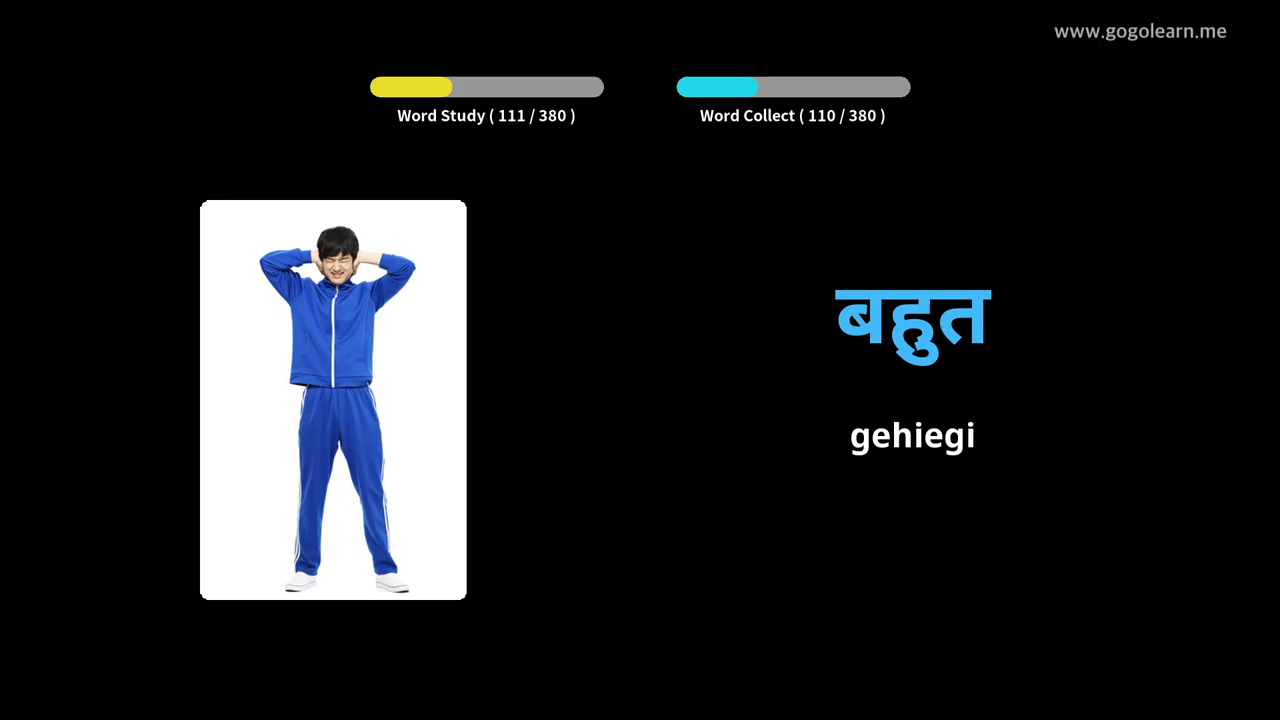 www.gogolearn.me
Word Study ( 111 / 380 )
Word Collect ( 110 / 380 )
बहुत
gehiegi